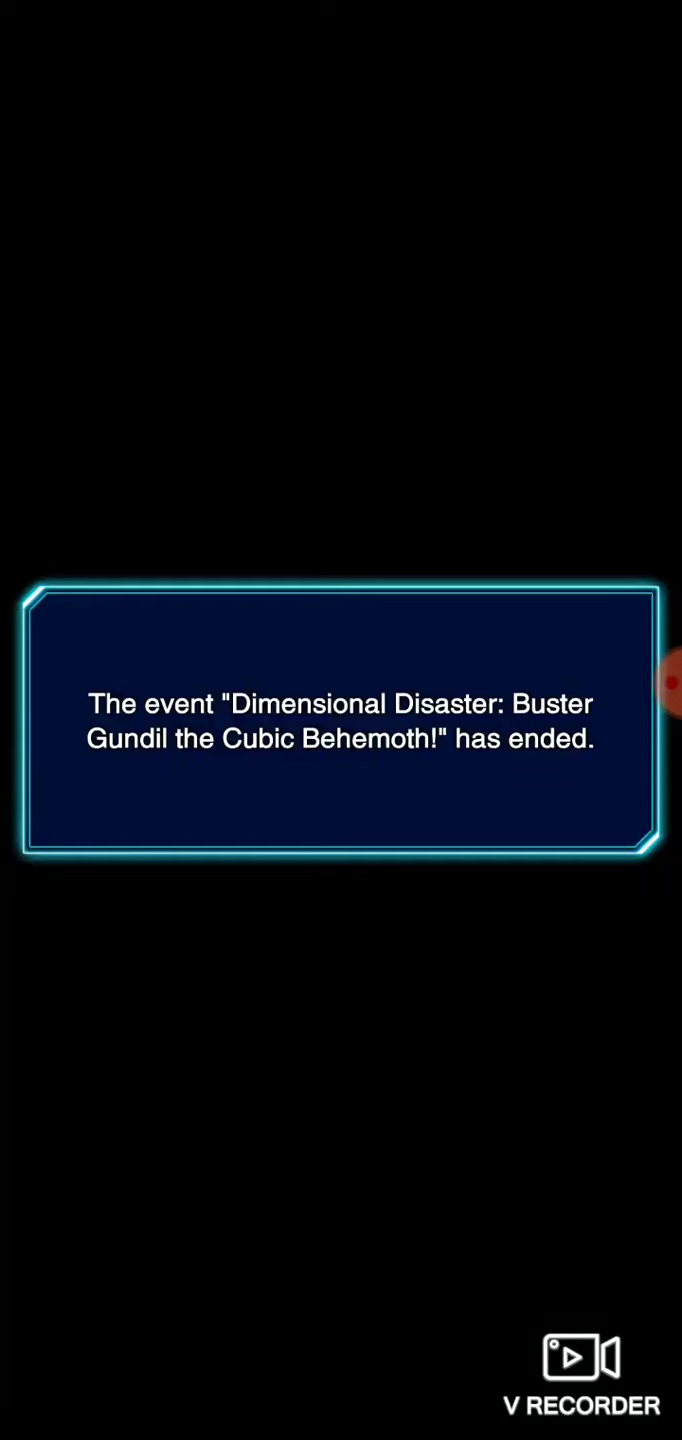 The event "Dimensional Disaster: Buster
Gundil the Cubic Behemoth!" has ended.
V RECORDER